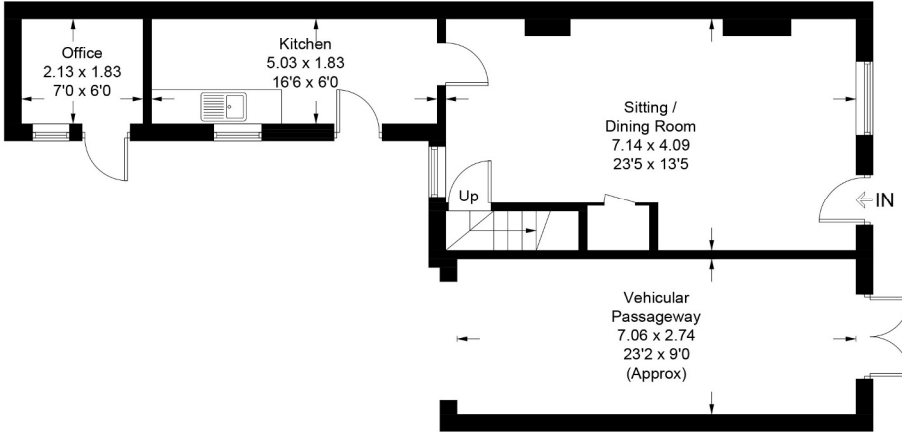 Office
2.13 x 1.83
7'0 x 6'0
Kitchen
5.03 x 1.83
16'6 x 6'0
Sitting /
Dining Room
7.14 x 4.09
23'5 x 13'5
Up
IN
Vehicular
Passageway
7.06 x 2.74
23'2 x 9'0
(Approx)